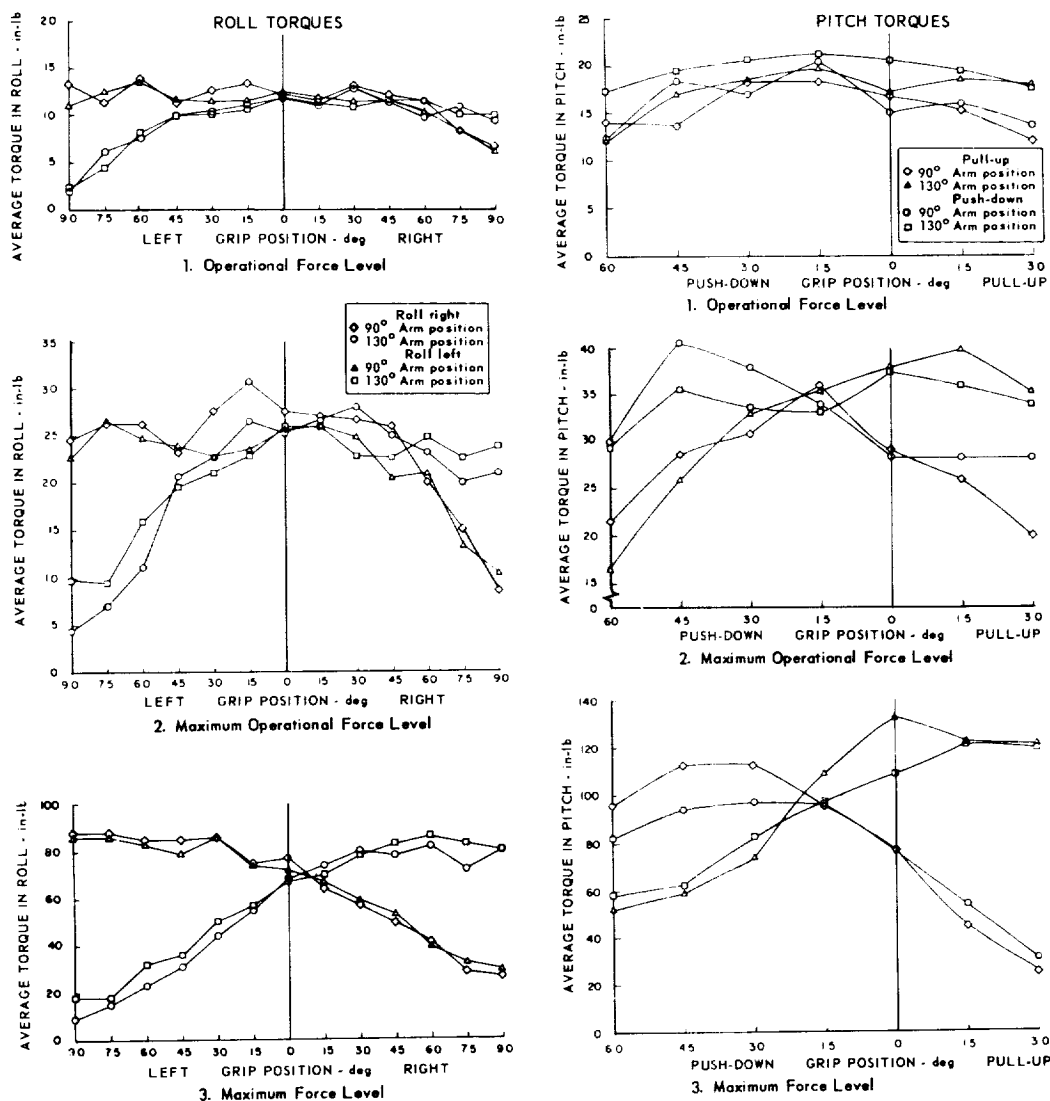 ROLL TORQUES
AVERAGE TORQUE IN ROLL - in-lb
20
15
10
5
0
90 75 60 45 30 15 0 15 30 45 60 75 90
LEFT GRIP POSITION - deg RIGHT
1. Operational Force Level
Roll right
90° Arm position
130° Arm position
Roll left
90° Arm position
130° Arm position
AVERAGE TORQUE IN ROLL - in-lb
35
30
25
20
15
10
5
0
90 75 60 45 30 15 0 15 30 45 60 75 90
LEFT GRIP POSITION - deg RIGHT
2. Maximum Operational Force Level
AVERAGE TORQUE IN ROLL - in-lb
100
80
60
40
20
0
90 75 60 45 30 15 0 15 30 45 60 75 90
LEFT GRIP POSITION - deg RIGHT
3. Maximum Force Level
PITCH TORQUES
AVERAGE TORQUE IN PITCH - in-lb
25
20
15
10
5
0
Pull-up
90° Arm position
130° Arm position
Push-down
90° Arm position
130° Arm position
60 45 30 15 0 15 30
PUSH-DOWN GRIP POSITION - deg PULL-UP
1. Operational Force Level
AVERAGE TORQUE IN PITCH - in-lb
40
35
30
25
20
15
0
60 45 30 15 0 15 30
PUSH-DOWN GRIP POSITION - deg PULL-UP
2. Maximum Operational Force Level
AVERAGE TORQUE IN PITCH - in-lb
140
120
100
80
60
40
20
0
60 45 30 15 0 15 30
PUSH-DOWN GRIP POSITION - deg PULL-UP
3. Maximum Force Level